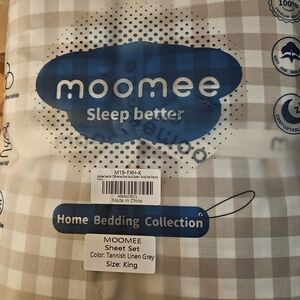 100%
moomee
Sleep better
M19-FXH-K
Made in China
Home Bedding Collection
MOOMEE
Sheet Set
Color: Tannish Linen Grey
Size: King